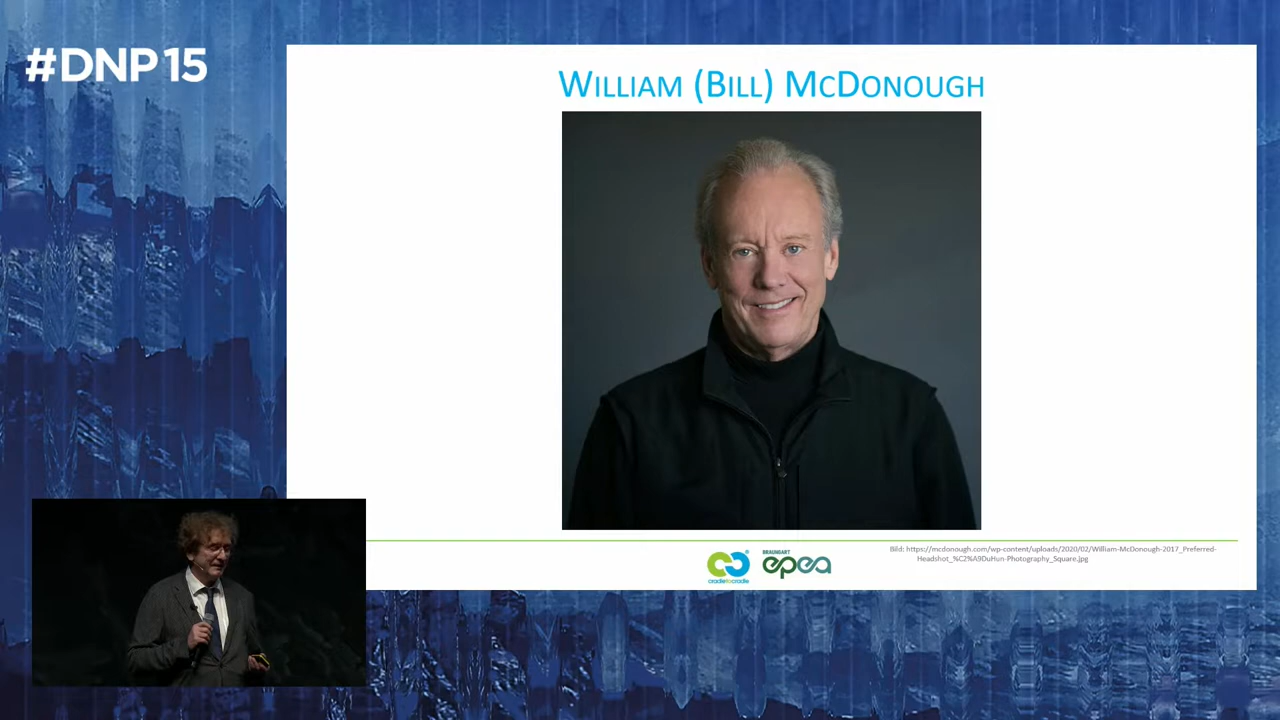 #DNP15
WILLIAM (BILL) MCDONOUGH
cradletocradle
BRAUNGART
epea
Bild: https://mcdonough.com/wp-content/uploads/2020/02/William-McDonough-2017_Preferred-
Headshot_%C2%A9DuHun-Photography_Square.jpg